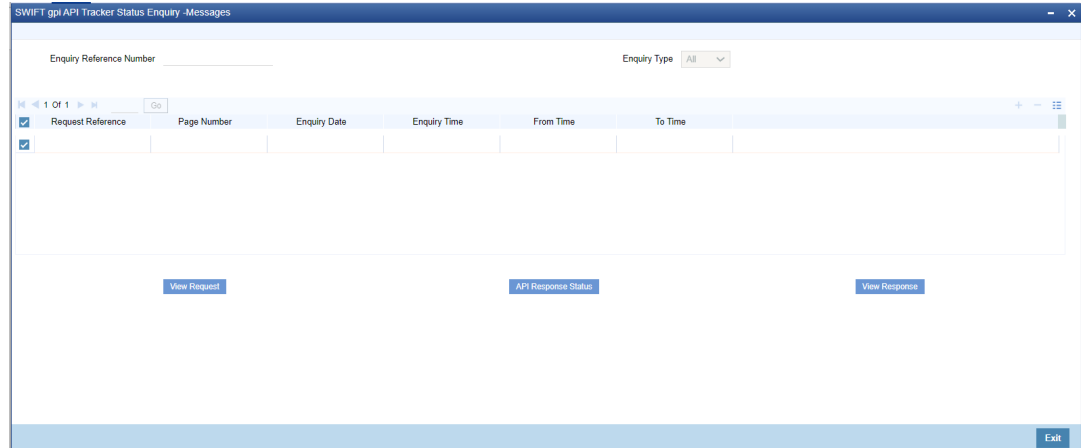 SWIFT gpi API Tracker Status Enquiry -Messages
Enquiry Reference Number
Enquiry Type All
1 Of 1 Go
Request Reference Page Number Enquiry Date Enquiry Time From Time To Time
View Request API Response Status View Response
Exit